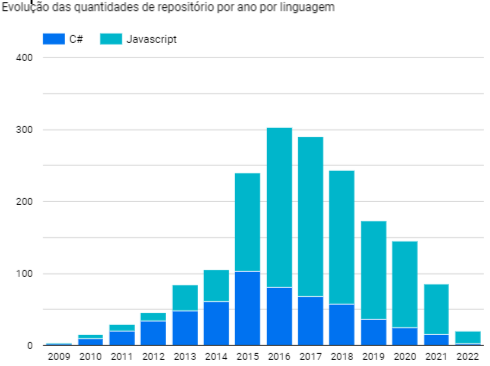 Evolução das quantidades de repositório por ano por linguagem
C# Javascript
400
300
200
100
0
2009 2010 2011 2012 2013 2014 2015 2016 2017 2018 2019 2020 2021 2022